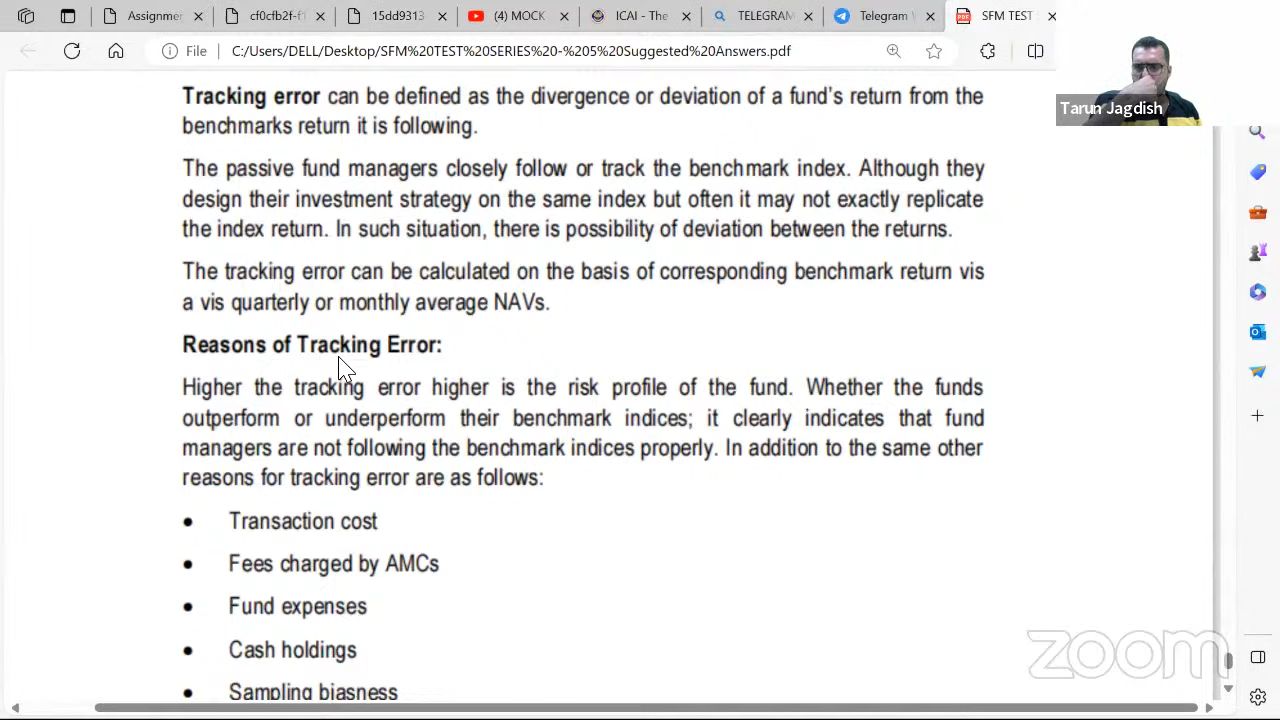 Assignmer
cf0cfb2f-f1
15dd9313
(4) MOCK
ICAI - The
TELEGRAM
Telegram
SFM TEST
File
C:/Users/DELL/Desktop/SFM%20TEST%20SERIES%20-%205%20Suggested%20Answers.pdf
Tarun Jagdish
Tracking error can be defined as the divergence or deviation of a fund's return from the
benchmarks return it is following.
The passive fund managers closely follow or track the benchmark index. Although they
design their investment strategy on the same index but often it may not exactly replicate
the index return. In such situation, there is possibility of deviation between the returns.
The tracking error can be calculated on the basis of corresponding benchmark return vis
a vis quarterly or monthly average NAVs.
Reasons of Tracking Error:
Higher the tracking error higher is the risk profile of the fund. Whether the funds
outperform or underperform their benchmark indices; it clearly indicates that fund
managers are not following the benchmark indices properly. In addition to the same other
reasons for tracking error are as follows:
• Transaction cost
• Fees charged by AMCs
• Fund expenses
• Cash holdings
• Sampling biasness
zoom